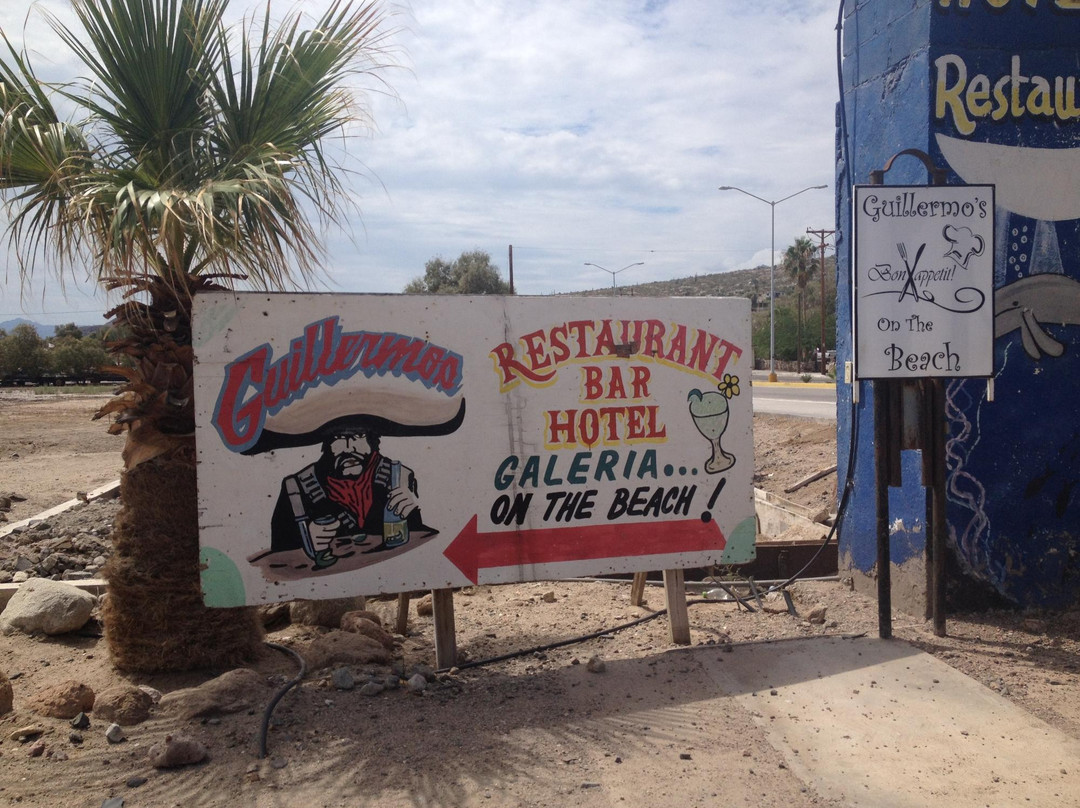 Guillermos
RESTAURANT
BAR
HOTEL
GALERIA...
ON THE BEACH!
Restau
Guillermo's
Bon appetit!
On The
Beach